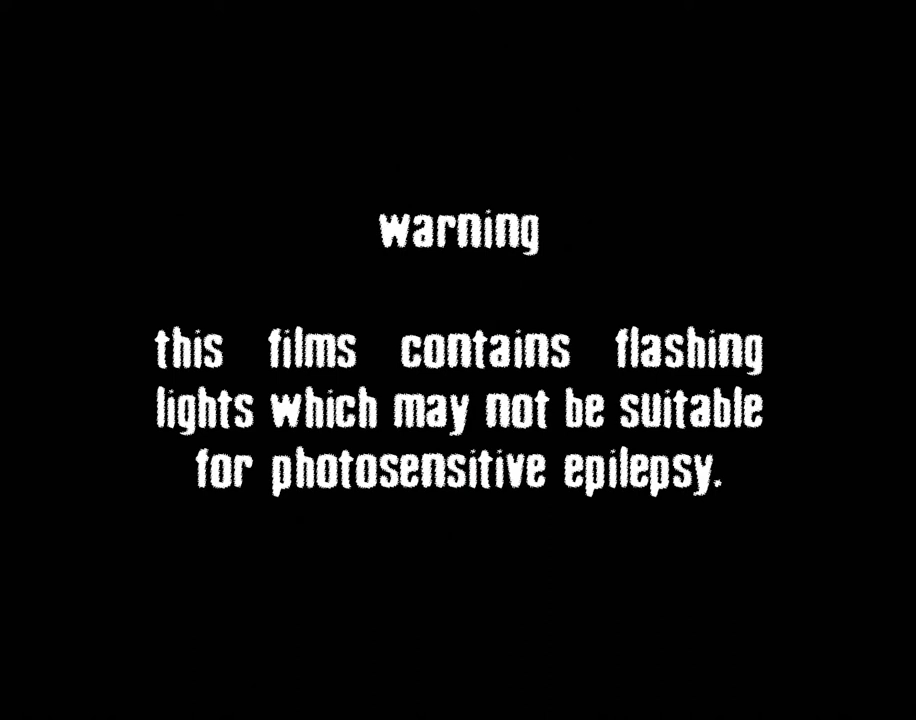 warning
this films contains flashing
lights which may not be suitable
for photosensitive epilepsy.